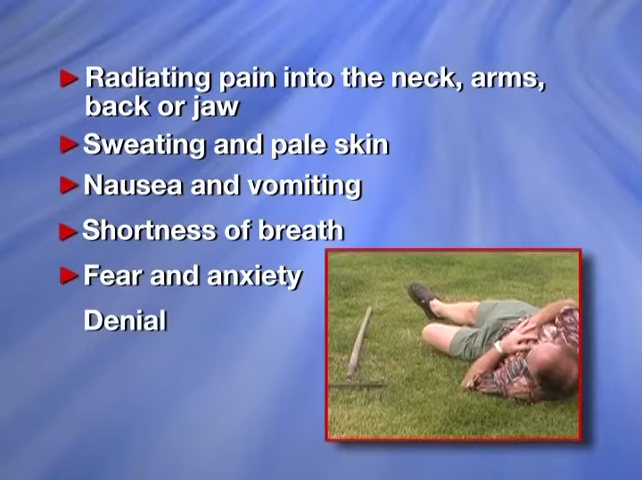 Radiating pain into the neck, arms,
back or jaw
Sweating and pale skin
Nausea and vomiting
Shortness of breath
Fear and anxiety
Denial